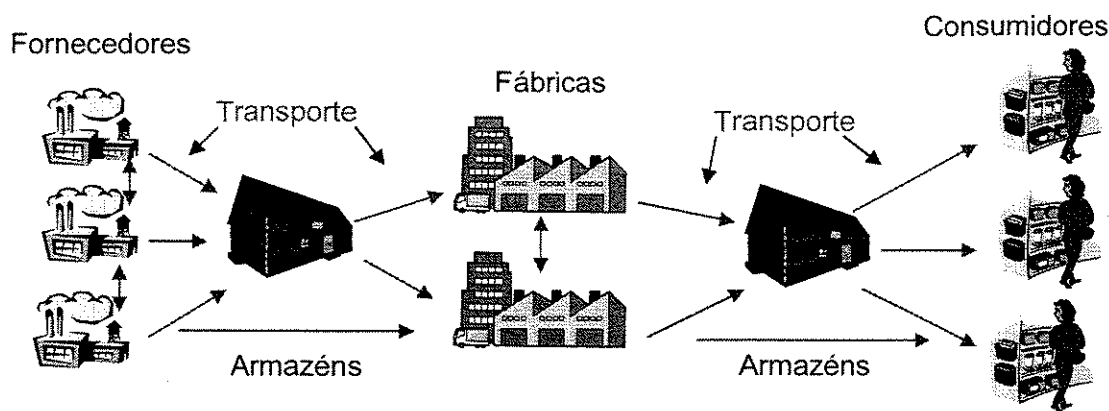 Fornecedores
Consumidores
Fábricas
Transporte
Transporte
Armazéns
Armazéns